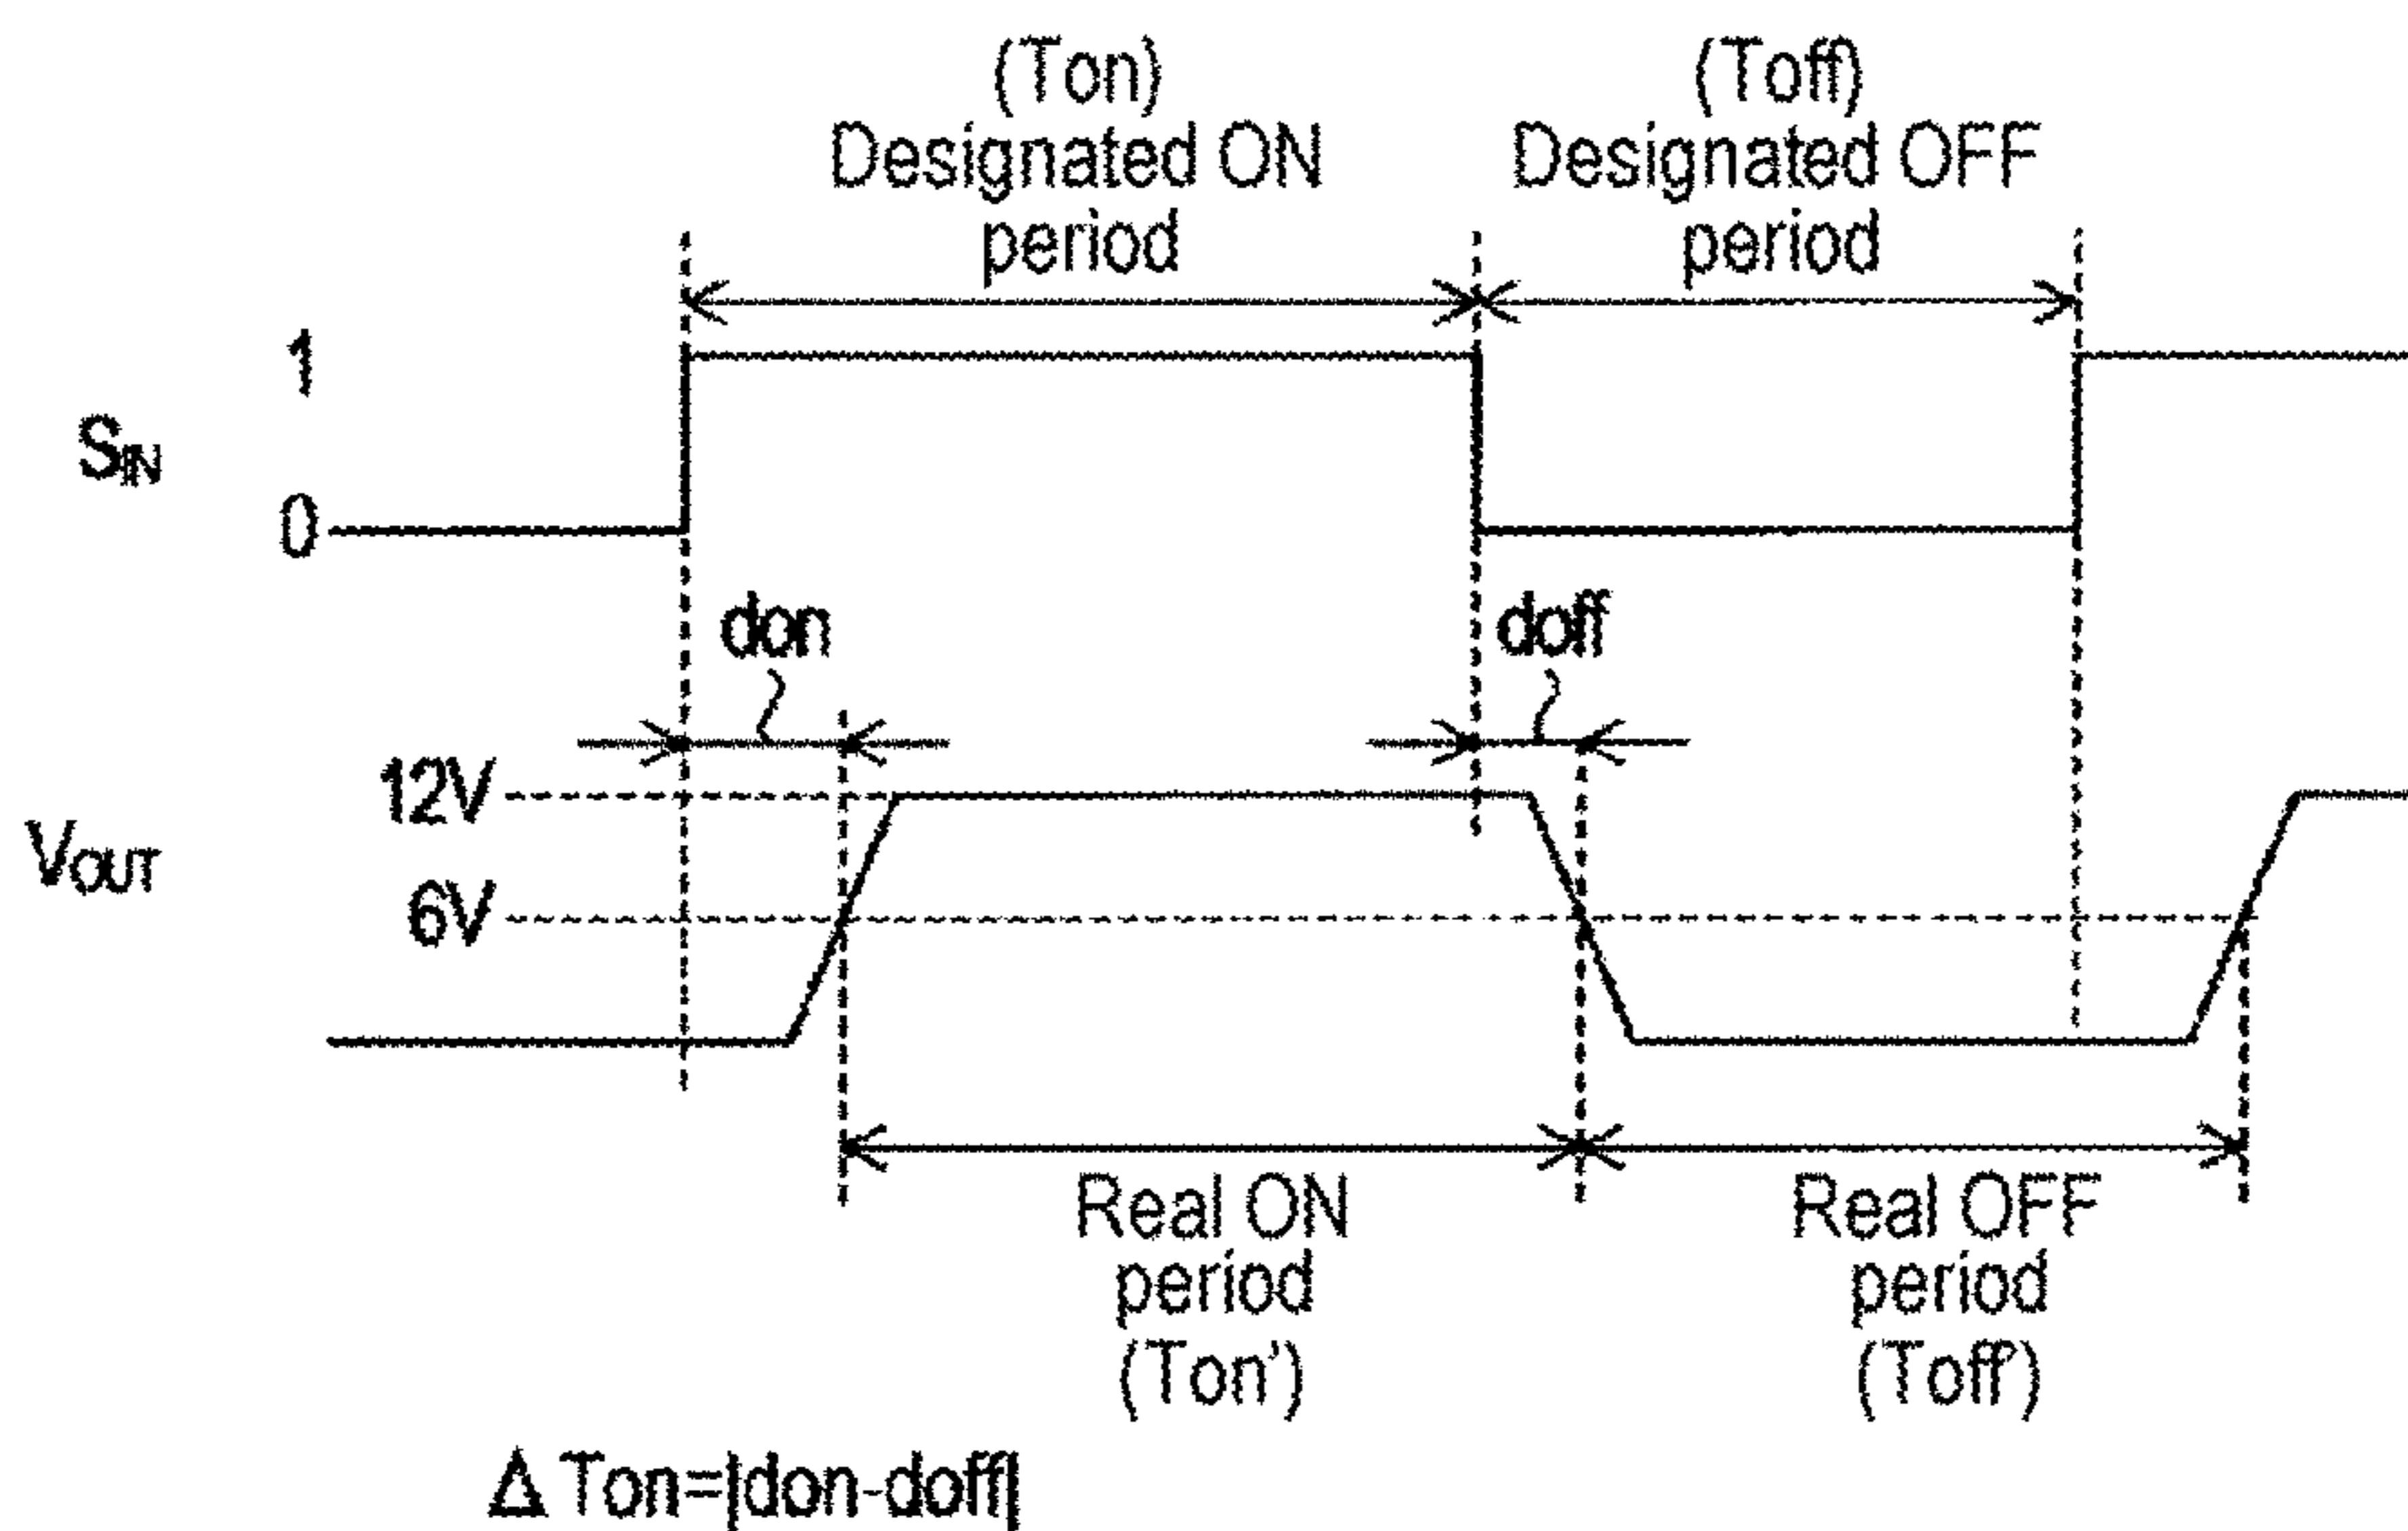 (Ton)
Designated ON
period
(Toff)
Designated OFF
period
1
SIN
0
don
doff
12V
VOUT
6V
Real ON
period
(Ton')
Real OFF
period
(Toff')
Δ Ton=|don-doff|